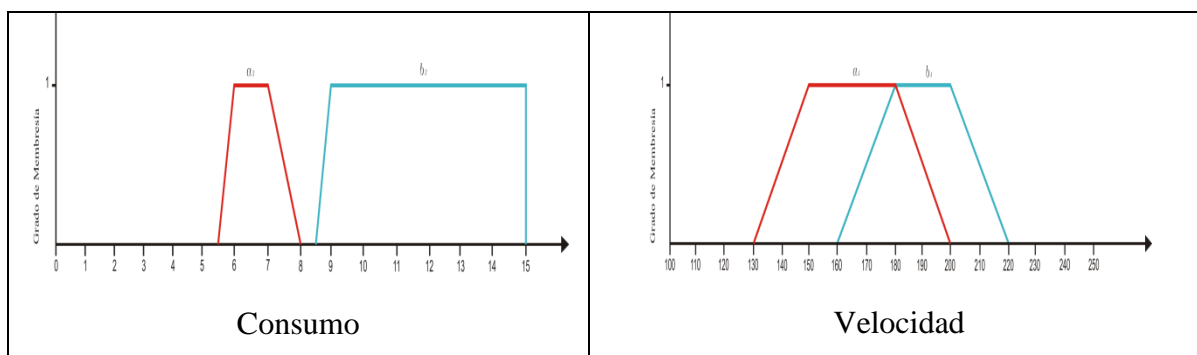 Grado de Membresía
1
a₁
b₁
0 1 2 3 4 5 6 7 8 9 10 11 12 13 14 15
Consumo
Grado de Membresía
1
a₁
b₁
100 110 120 130 140 150 160 170 180 190 200 210 220 230 240 250
Velocidad